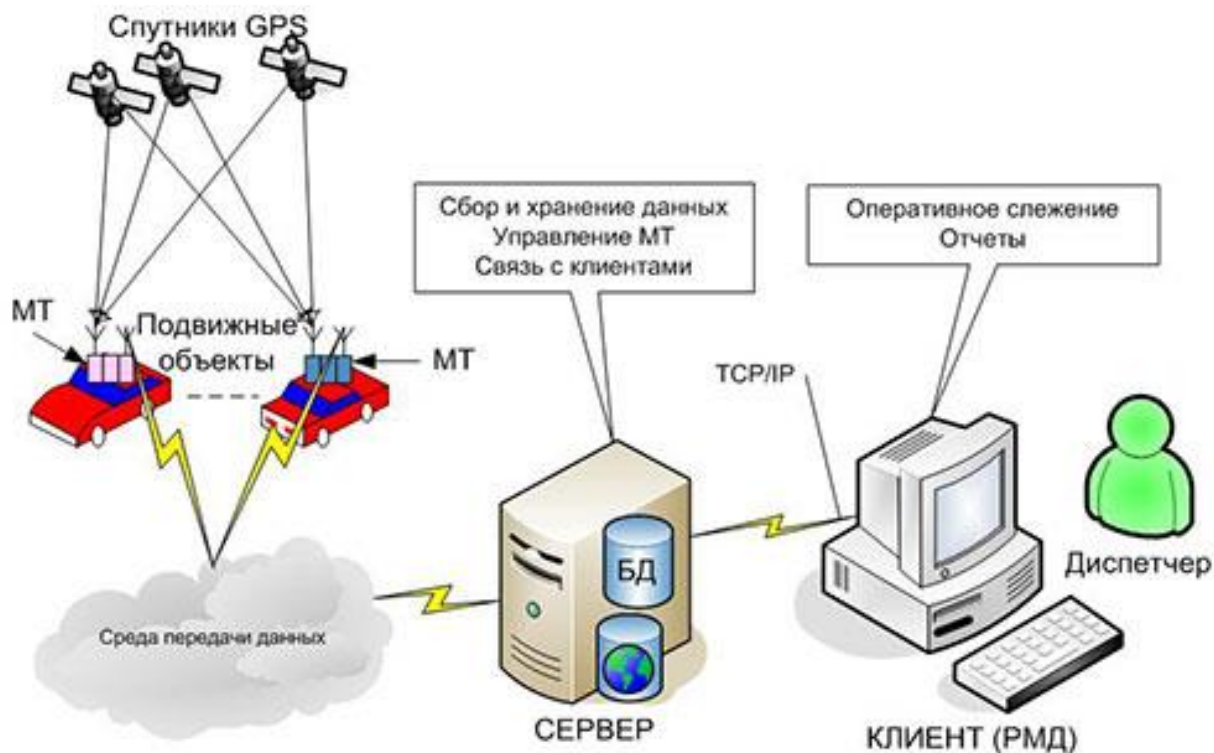 Спутники GPS
Сбор и хранение данных
Управление МТ
Связь с клиентами
Оперативное слежение
Отчеты
МТ
Подвижные
объекты
МТ
TCP/IP
БД
Диспетчер
Среда передачи данных
СЕРВЕР
КЛИЕНТ (РМД)